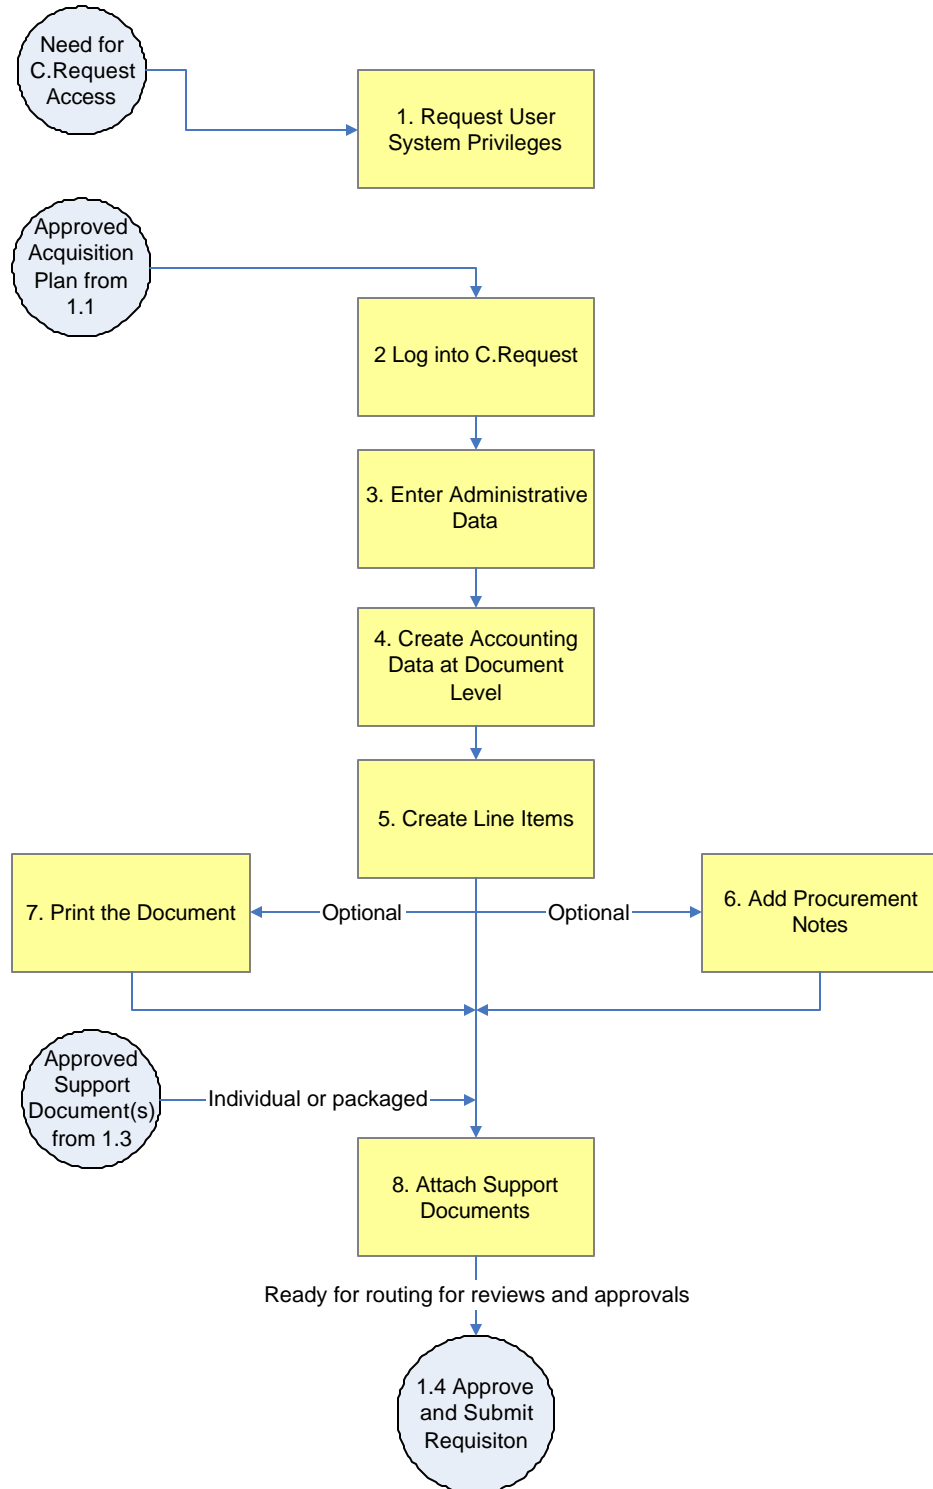 Need for
C.Request
Access
1. Request User
System Privileges
Approved
Acquisition
Plan from
1.1
2 Log into C.Request
3. Enter Administrative
Data
4. Create Accounting
Data at Document
Level
5. Create Line Items
7. Print the Document
Optional
Optional
6. Add Procurement
Notes
Approved
Support
Document(s)
from 1.3
Individual or packaged
8. Attach Support
Documents
Ready for routing for reviews and approvals
1.4 Approve
and Submit
Requisiton